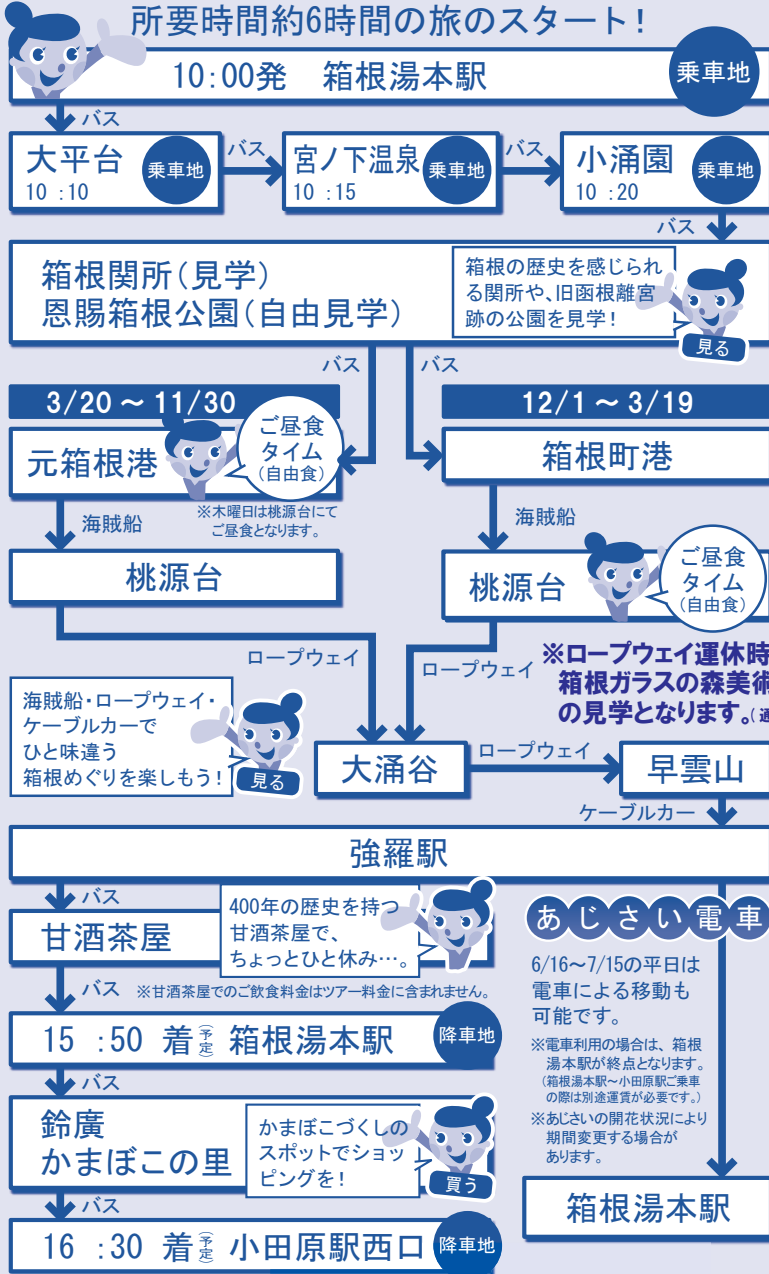 所要時間約6時間の旅のスタート！
10:00発　箱根湯本駅
乗車地
バス
大平台
10 :10
乗車地
バス
宮ノ下温泉
10 :15
乗車地
バス
小涌園
10 :20
乗車地
バス
箱根関所（見学）
恩賜箱根公園（自由見学）
箱根の歴史を感じられ
る関所や、旧函根離宮
跡の公園を見学！
見る
バス
バス
3/20～11/30
元箱根港
ご昼食
タイム
（自由食）
※木曜日は桃源台にて
ご昼食となります。
海賊船
桃源台
ロープウェイ
12/1～3/19
箱根町港
海賊船
桃源台
ご昼食
タイム
（自由食）
ロープウェイ
※ロープウェイ運休時
箱根ガラスの森美術
の見学となります。（通
海賊船・ロープウェイ・
ケーブルカーで
ひと味違う
箱根めぐりを楽しもう！
見る
大涌谷
ロープウェイ
早雲山
ケーブルカー
強羅駅
バス
甘酒茶屋
400年の歴史を持つ
甘酒茶屋で、
ちょっとひと休み…。
バス
※甘酒茶屋でのご飲食料金はツアー料金に含まれません。
15 :50 着（予定） 箱根湯本駅
降車地
バス
鈴廣
かまぼこの里
かまぼこづくしの
スポットでショッ
ピングを！
買う
バス
16 :30 着（予定） 小田原駅西口
降車地
あじさい電車
6/16～7/15の平日は
電車による移動も
可能です。
※電車利用の場合は、箱根
湯本駅が終点となります。
（箱根湯本駅～小田原駅ご乗車
の際は別途運賃が必要です。）
※あじさいの開花状況により
期間変更する場合が
あります。
箱根湯本駅